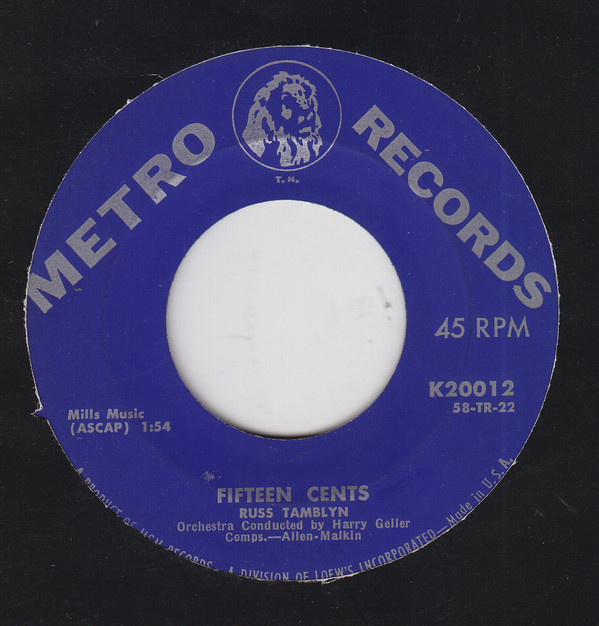 METRO RECORDS
T.M.
45 RPM
K20012
58-TR-22
Mills Music
(ASCAP) 1:54
FIFTEEN CENTS
RUSS TAMBLYN
Orchestra Conducted by Harry Geller
Comps.—Allen-Malkin
A PRODUCT OF M-G-M RECORDS — A DIVISION OF LOEW'S INCORPORATED—Made in U.S.A.